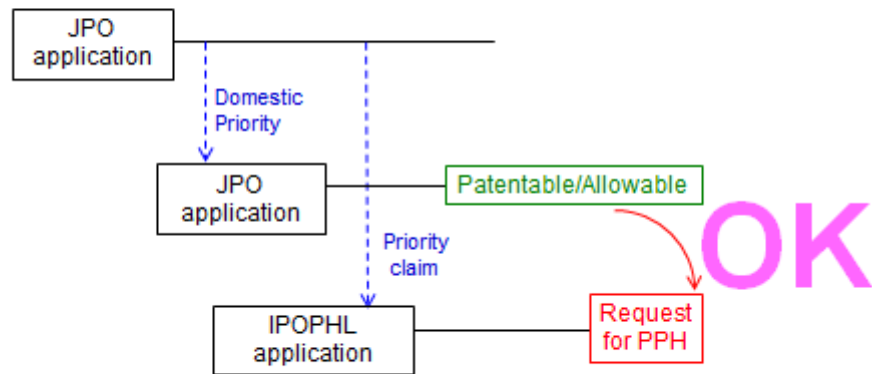 JPO
application
Domestic
Priority
JPO
application
Patentable/Allowable
OK
Priority
claim
IPOPHL
application
Request
for PPH